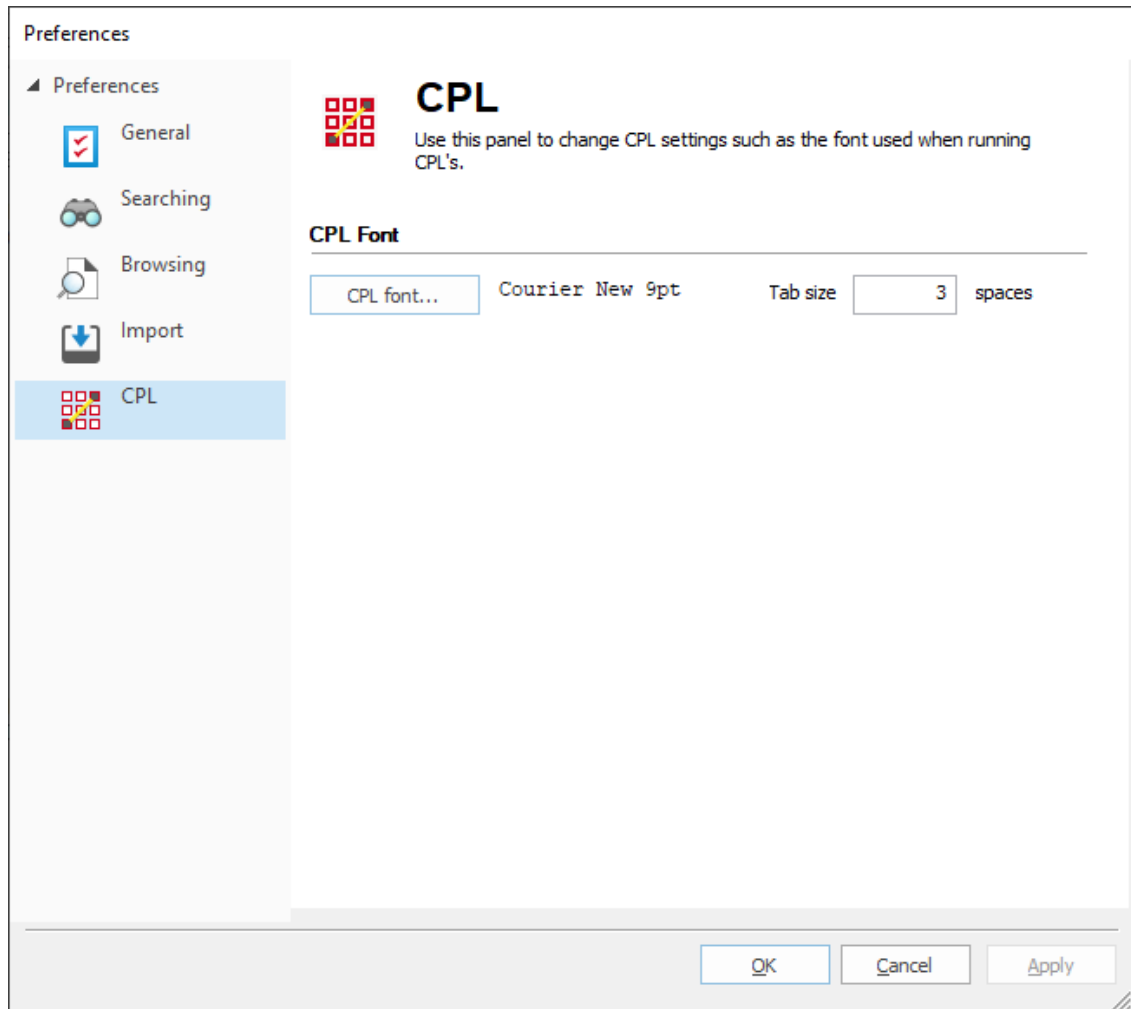 Preferences
Preferences
General
Searching
Browsing
Import
CPL
CPL
Use this panel to change CPL settings such as the font used when running
CPL's.
CPL Font
CPL font... Courier New 9pt Tab size 3 spaces
OK Cancel Apply